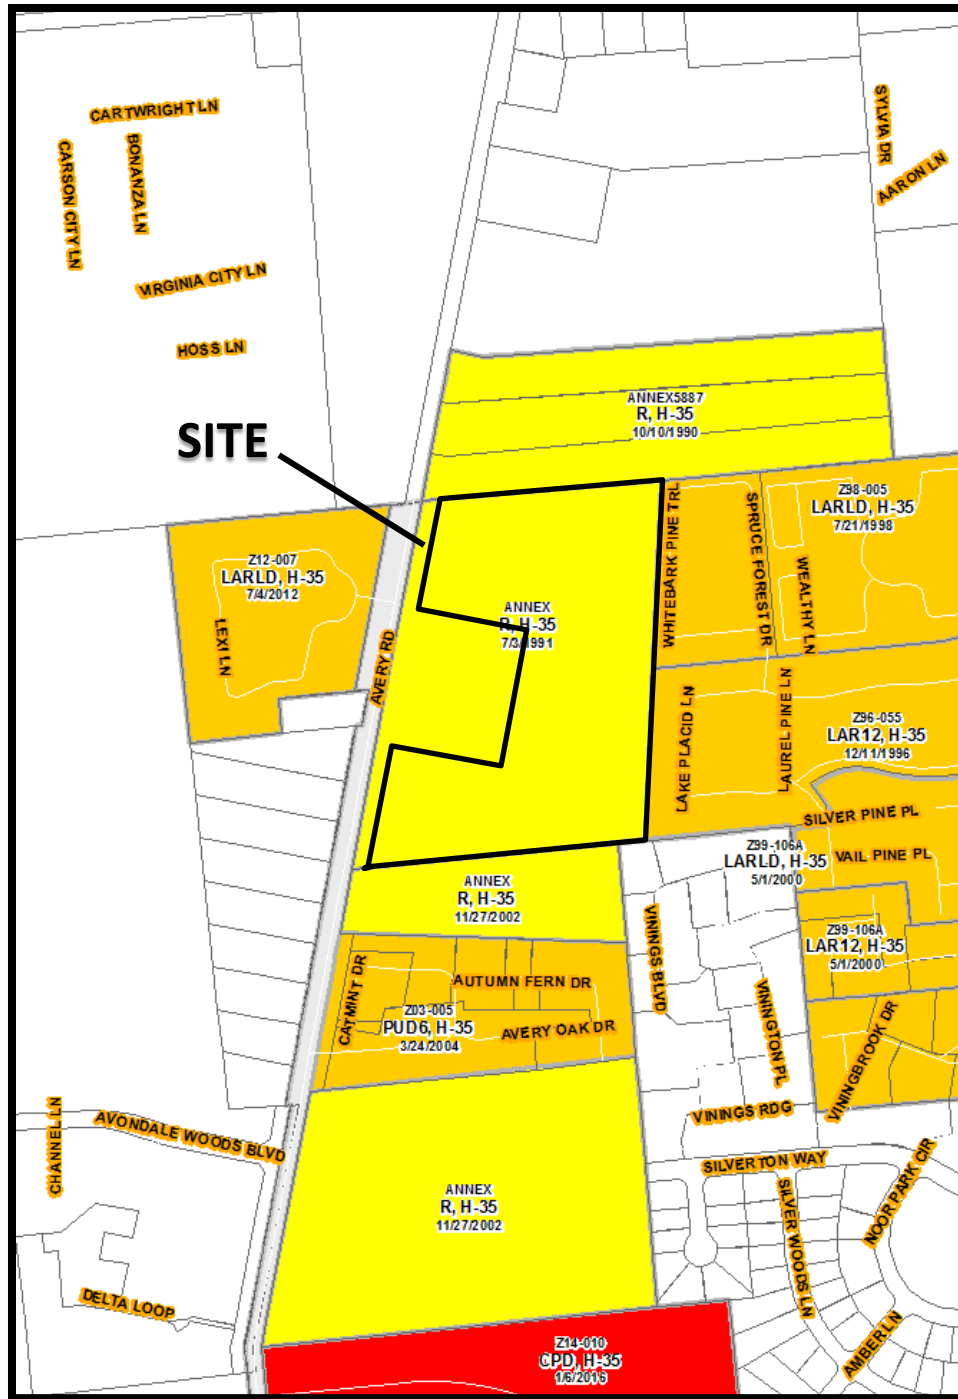 CARTWRIGHT LN
BONANZA LN
CARSON CITY LN
VIRGINIA CITY LN
HOSS LN
SYLVIA DR
AARON LN
SITE
ANNEX5887
R, H-35
10/10/1990
Z12-007
LARLD, H-35
7/4/2012
LEXI LN
AVERY RD
ANNEX
R, H-35
7/3/1991
WHITEBARK PINE TRL
SPRUCE FOREST DR
WEALTHY LN
Z98-005
LARLD, H-35
7/21/1998
LAKE PLACID LN
LAUREL PINE LN
Z96-055
LAR12, H-35
12/11/1996
SILVER PINE PL
VAIL PINE PL
Z99-106A
LARLD, H-35
5/1/2000
Z99-106A
LAR12, H-35
5/1/2000
ANNEX
R, H-35
11/27/2002
CATMINT DR
AUTUMN FERN DR
AVERY OAK DR
Z03-005
PUD6, H-35
3/24/2004
VININGS BLVD
VININGTON PL
VININGBROOK DR
VININGS RDG
SILVERTON WAY
SILVER WOODS LN
NOOR PARK CIR
AMBER LN
CHANNEL LN
AVONDALE WOODS BLVD
DELTA LOOP
ANNEX
R, H-35
11/27/2002
Z14-010
CPD, H-35
1/6/2016